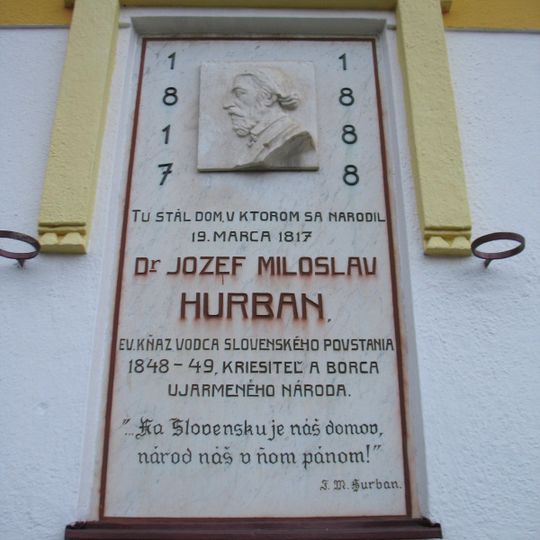 1817 1888
TU STÁL DOM, V KTOROM SA NARODIL
19. MARCA 1817
Dr JOZEF MILOSLAV
HURBAN,
EV. KŇAZ VODCA SLOVENSKÉHO POVSTANIA
1848-49, KRIESITEĽ A BORCA
UJARMENÉHO NÁRODA.
"...Na Slovensku je náš domov,
národ náš v ňom pánom!"
J. M. Hurban.